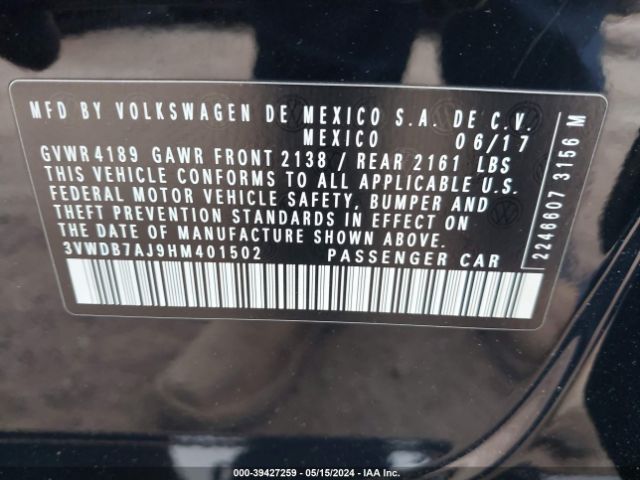 MFD BY VOLKSWAGEN DE MEXICO S.A. DE C.V.
MEXICO 06/17
GVWR 4189 GAWR FRONT 2138 / REAR 2161 LBS
THIS VEHICLE CONFORMS TO ALL APPLICABLE U.S.
FEDERAL MOTOR VEHICLE SAFETY, BUMPER AND
THEFT PREVENTION STANDARDS IN EFFECT ON
THE DATE OF MANUFACTURE SHOWN ABOVE
3VWDB7AJ9HM401502 PASSENGER CAR
2246607 3156 M
000-39427259 - 05/15/2024 - IAA Inc.